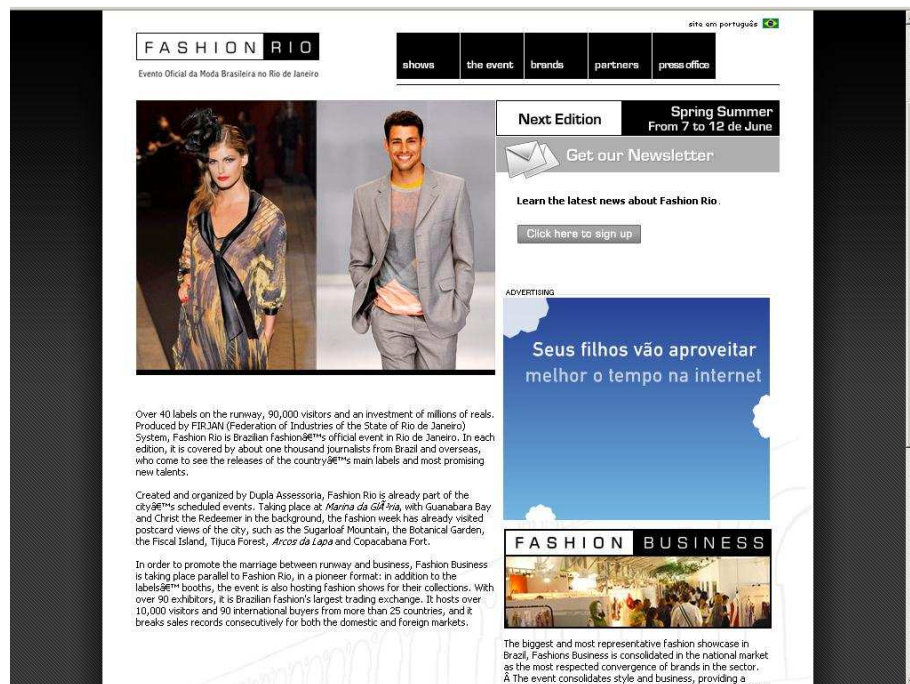 site em português
FASHION RIO
Evento Oficial da Moda Brasileira no Rio de Janeiro
shows
the event
brands
partners
press office
Next Edition
Spring Summer
From 7 to 12 de June
Get our Newsletter
Learn the latest news about Fashion Rio.
Click here to sign up
ADVERTISING
Seus filhos vão aproveitar
melhor o tempo na internet
Over 40 labels on the runway, 90,000 visitors and an investment of millions of reals.
Produced by FIRJAN (Federation of Industries of the State of Rio de Janeiro)
System, Fashion Rio is Brazilian fashionâ€™s official event in Rio de Janeiro. In each
edition, it is covered by about one thousand journalists from Brazil and overseas,
who come to see the releases of the countryâ€™s main labels and most promising
new talents.
Created and organized by Dupla Assessoria, Fashion Rio is already part of the
cityâ€™s scheduled events. Taking place at Marina da GlÃ³ria, with Guanabara Bay
and Christ the Redeemer in the background, the fashion week has already visited
postcard views of the city, such as the Sugarloaf Mountain, the Botanical Garden,
the Fiscal Island, Tijuca Forest, Arcos da Lapa and Copacabana Fort.
In order to promote the marriage between runway and business, Fashion Business
is taking place parallel to Fashion Rio, in a pioneer format: in addition to the
labelsâ€™ booths, the event is also hosting fashion shows for their collections. With
over 90 exhibitors, it is Brazilian fashion's largest trading exchange. It hosts over
10,000 visitors and 90 international buyers from more than 25 countries, and it
breaks sales records consecutively for both the domestic and foreign markets.
FASHION BUSINESS
The biggest and most representative fashion showcase in
Brazil, Fashions Business is consolidated in the national market
as the most respected convergence of brands in the sector.
Â The event consolidates style and business, providing a